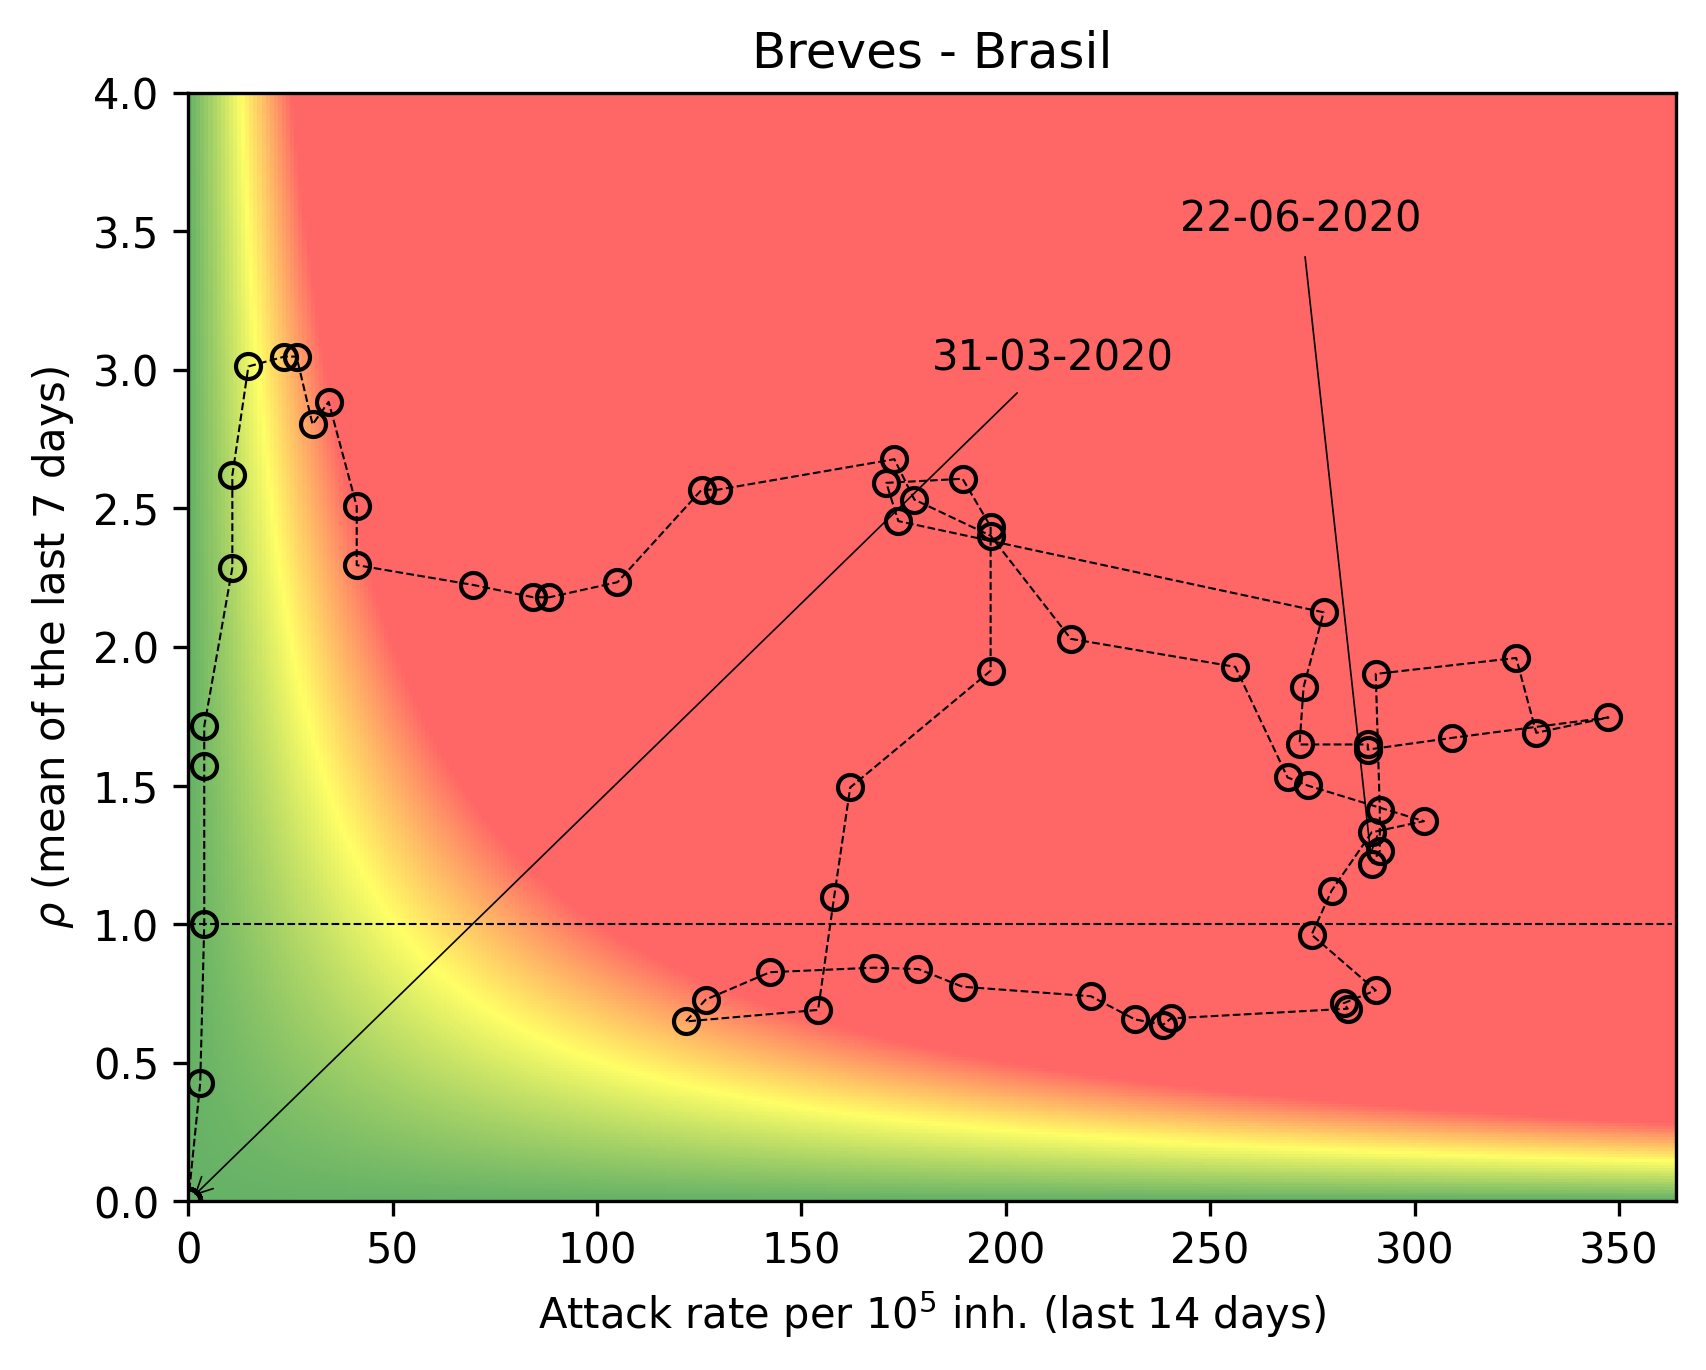 Breves - Brasil
4.0
3.5
3.0
2.5
2.0
1.5
1.0
0.5
0.0
ρ (mean of the last 7 days)
22-06-2020
31-03-2020
0 50 100 150 200 250 300 350
Attack rate per 10⁵ inh. (last 14 days)